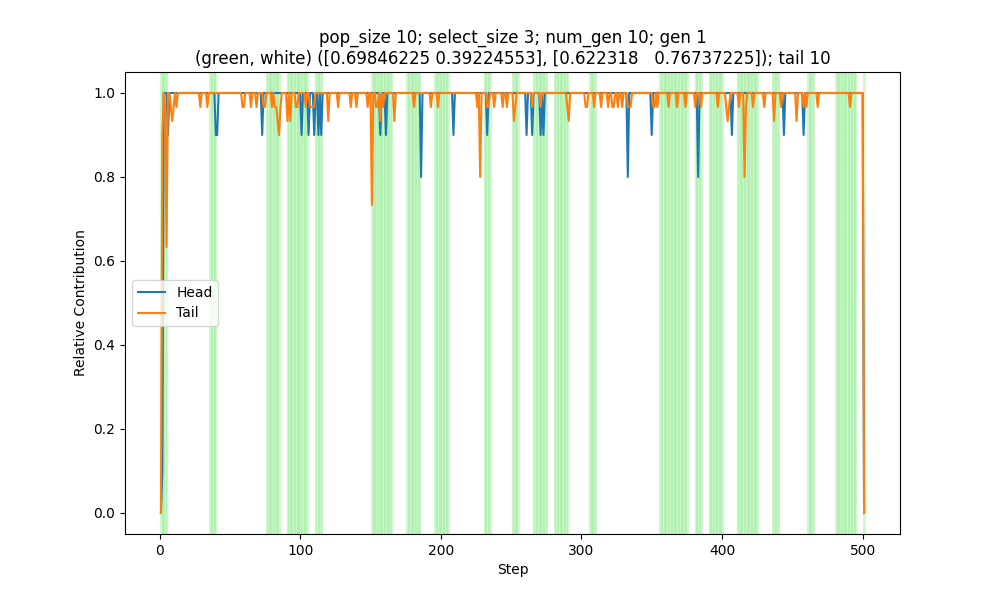 pop_size 10; select_size 3; num_gen 10; gen 1
(green, white) ([0.69846225 0.39224553], [0.622318   0.76737225]); tail 10
1.0
0.8
0.6
0.4
0.2
0.0
Relative Contribution
Head
Tail
0
100
200
300
400
500
Step